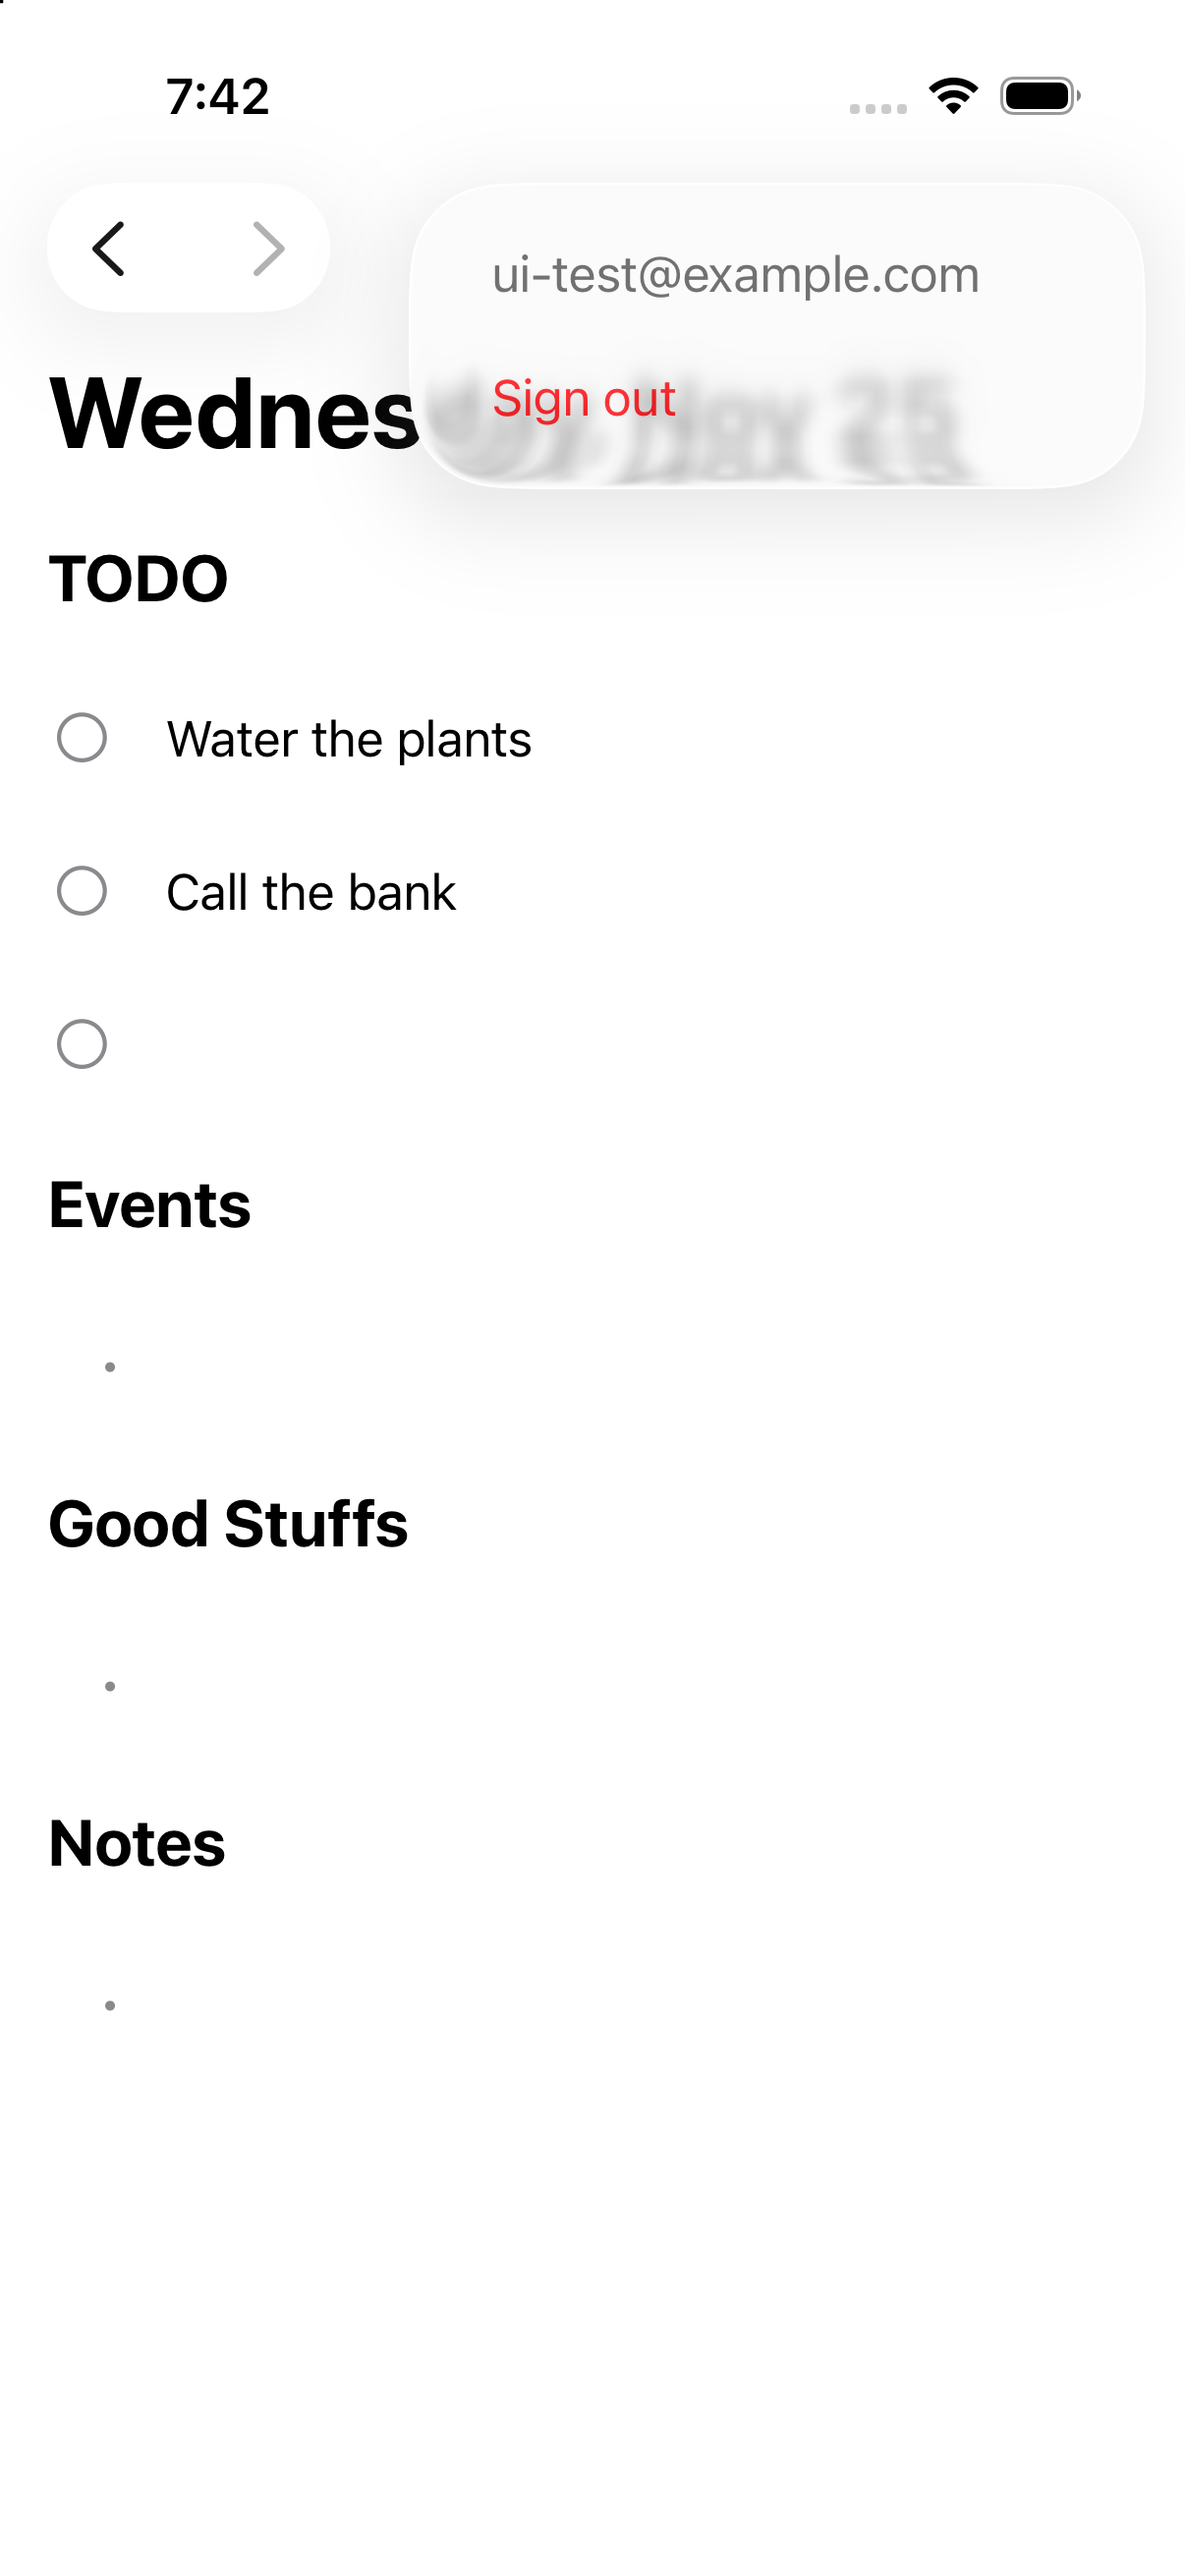 7:42
ui-test@example.com
Sign out
Wednes
TODO
Water the plants
Call the bank
Events
Good Stuffs
Notes